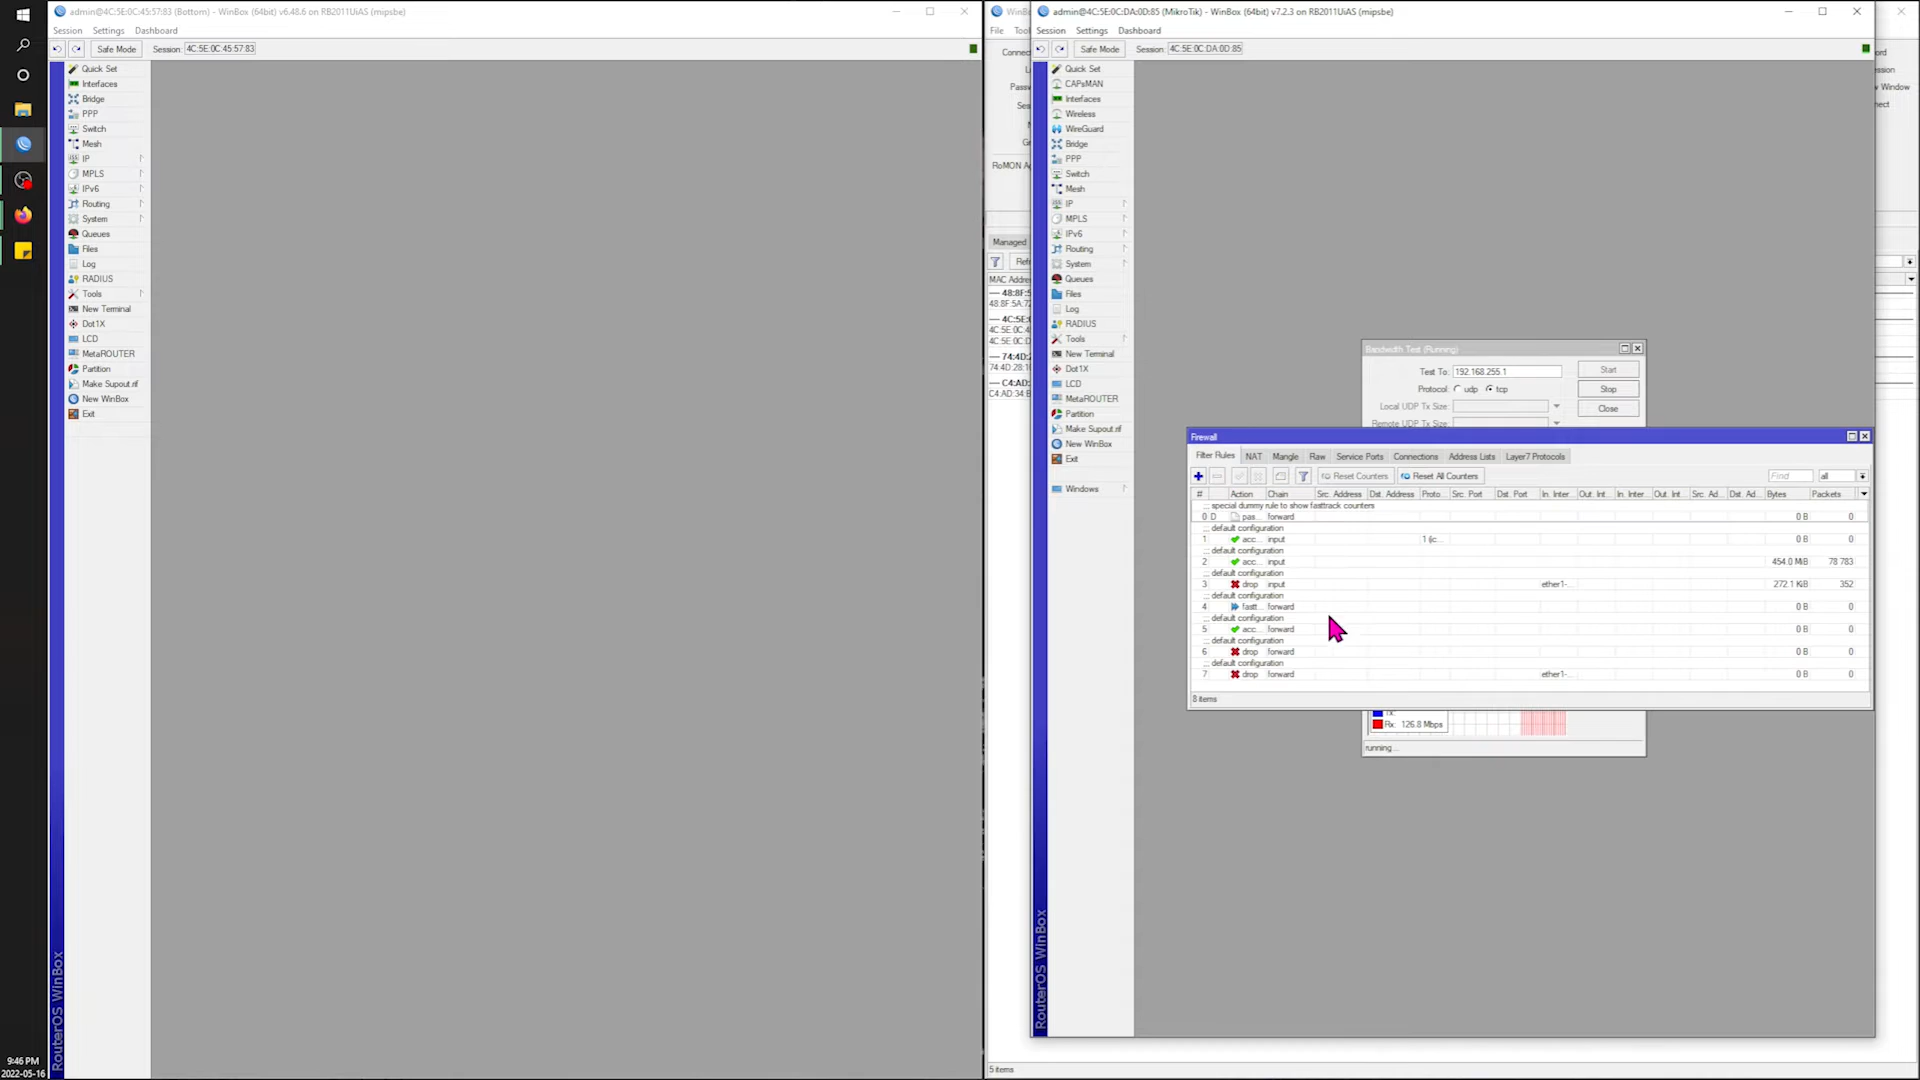 admin@4C:5E:0C:45:57:83 (Bottom) - WinBox (64bit) v6.48.6 on RB2011UiAS (mipsbe)
Session Settings Dashboard
Safe Mode Session: 4C:5E:0C:45:57:83
Quick Set
Interfaces
Bridge
PPP
Switch
Mesh
IP
MPLS
IPv6
Routing
System
Queues
Files
Log
RADIUS
Tools
New Terminal
Dot1X
LCD
MetaROUTER
Partition
Make Supout.rif
New WinBox
Exit
RouterOS WinBox
9:46 PM
2022-05-16
File
Managed
MAC Addre
5 items
admin@4C:5E:0C:DA:0D:85 (MikroTik) - WinBox (64bit) v7.2.3 on RB2011UiAS (mipsbe)
Session Settings Dashboard
Safe Mode Session: 4C:5E:0C:DA:0D:85
Quick Set
CAPsMAN
Interfaces
Wireless
WireGuard
Bridge
PPP
Switch
Mesh
IP
MPLS
IPv6
Routing
System
Queues
Files
Log
RADIUS
Tools
New Terminal
Dot1X
LCD
MetaROUTER
Partition
Make Supout.rif
New WinBox
Exit
Windows
RouterOS WinBox
Bandwidth Test (Running)
Test To: 192.168.255.1 Start
Protocol: udp tcp Stop
Local UDP Tx Size: Close
Remote UDP Tx Size:
Firewall
Filter Rules NAT Mangle Raw Service Ports Connections Address Lists Layer7 Protocols
Reset Counters Reset All Counters Find all
# Action Chain Src. Address Dst. Address Proto... Src. Port Dst. Port In. Inter... Out. Int... In. Inter... Out. Int... Src. Ad... Dst. Ad... Bytes Packets
;;; special dummy rule to show fasttrack counters
0 D pas... forward 0 B 0
;;; default configuration
1 acc... input 1 (ic... 0 B 0
;;; default configuration
2 acc... input 454.0 MiB 78 783
;;; default configuration
3 drop input ether1-... 272.1 KiB 352
;;; default configuration
4 fastt... forward 0 B 0
;;; default configuration
5 acc... forward 0 B 0
;;; default configuration
6 drop forward 0 B 0
;;; default configuration
7 drop forward ether1-... 0 B 0
8 items
Tx:
Rx: 126.8 Mbps
running...